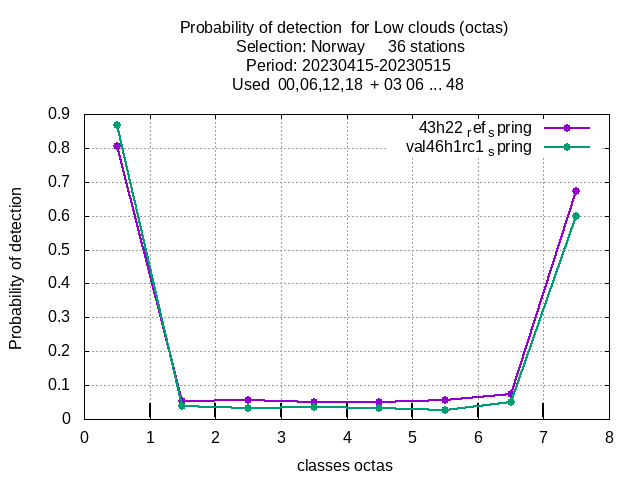 Probability of detection  for Low clouds (octas)
Selection: Norway     36 stations
Period: 20230415-20230515
Used  00,06,12,18  + 03 06 ... 48
43h22 ref spring
val46h1rc1 spring
Probability of detection
0.9
0.8
0.7
0.6
0.5
0.4
0.3
0.2
0.1
0
0 1 2 3 4 5 6 7 8
classes octas